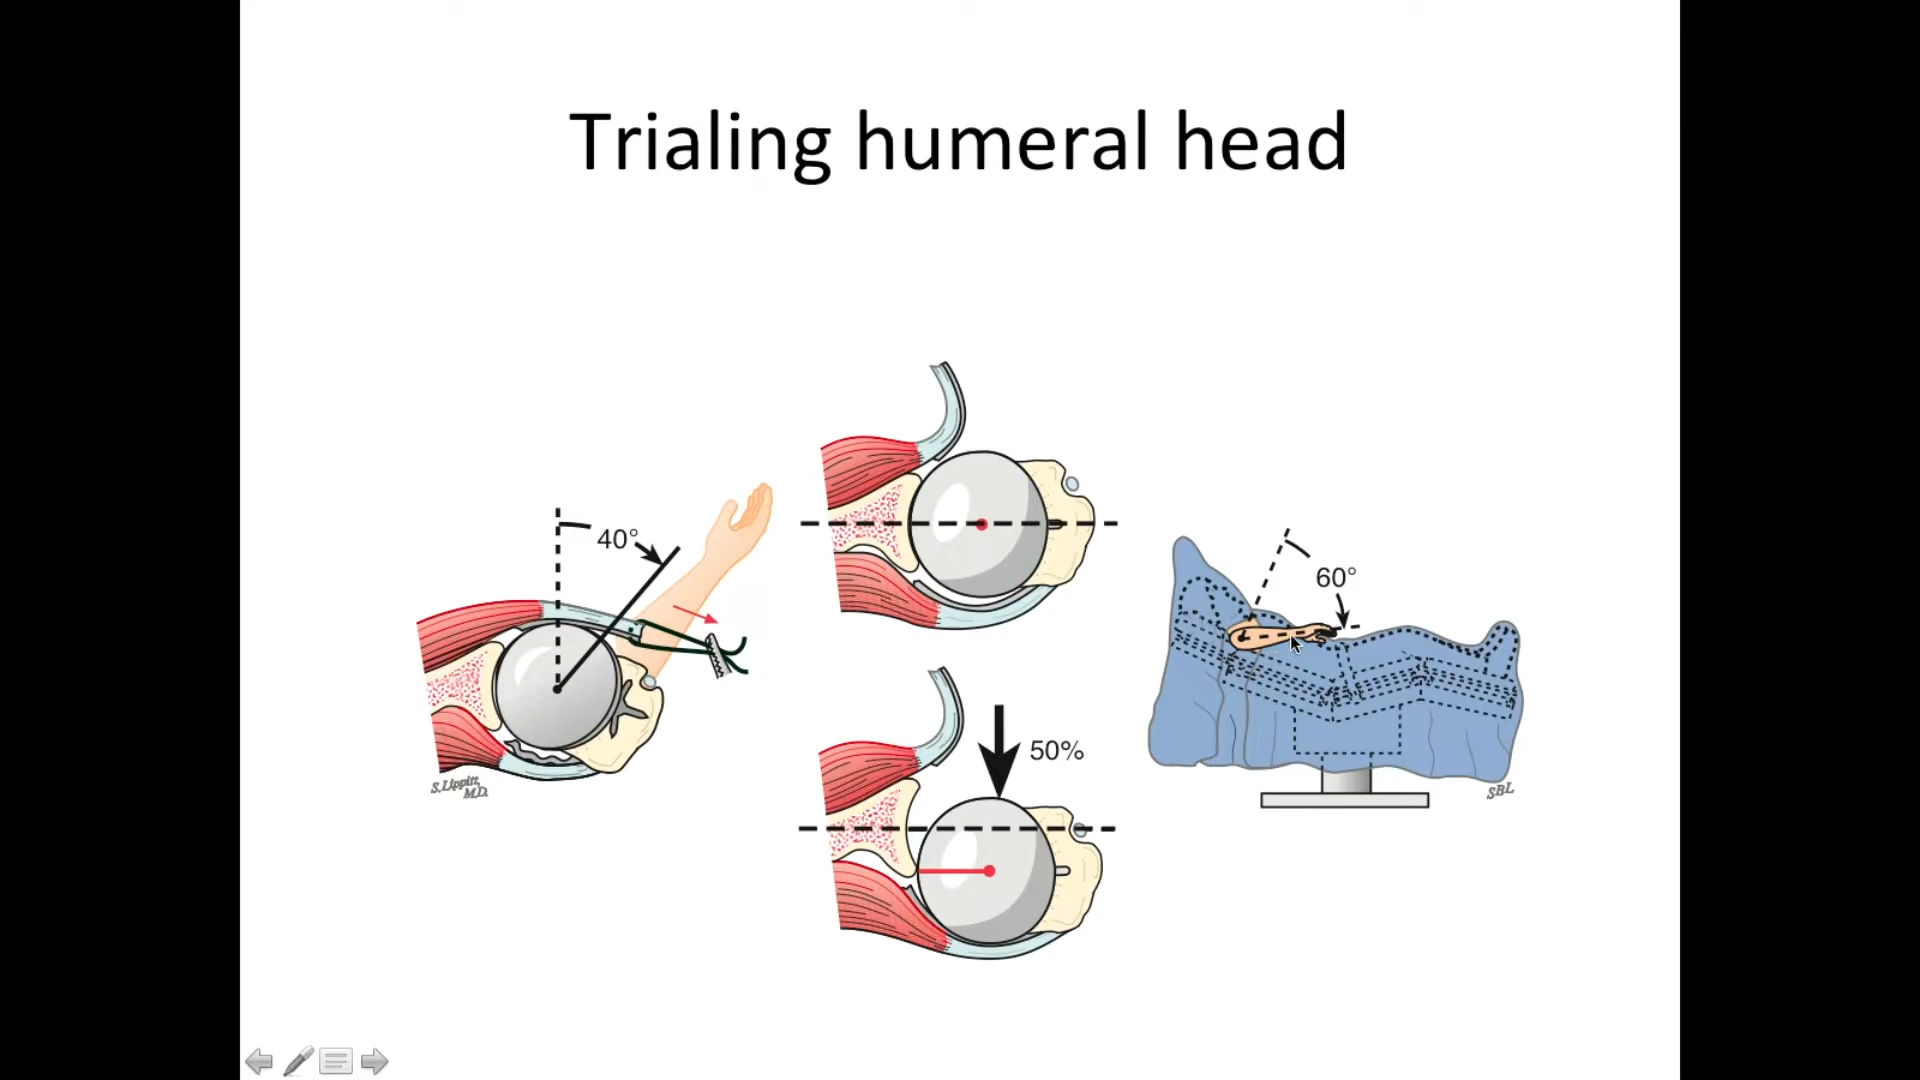 Trialing humeral head
40°
S. Lippitt,
M.D.
50%
60°
SBL